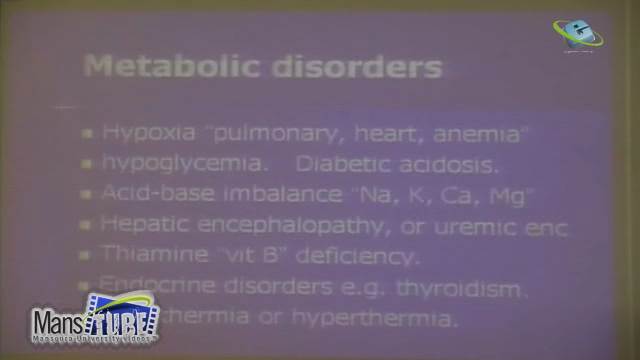 Metabolic disorders
Hypoxia "pulmonary, heart, anemia"
hypoglycemia. Diabetic acidosis.
Acid-base imbalance "Na, K, Ca, Mg"
Hepatic encephalopathy, or uremic enc
Thiamine "vit B" deficiency.
Endocrine disorders e.g. thyroidism.
thermia or hyperthermia.
Mans TUBE
Mansoura University videos